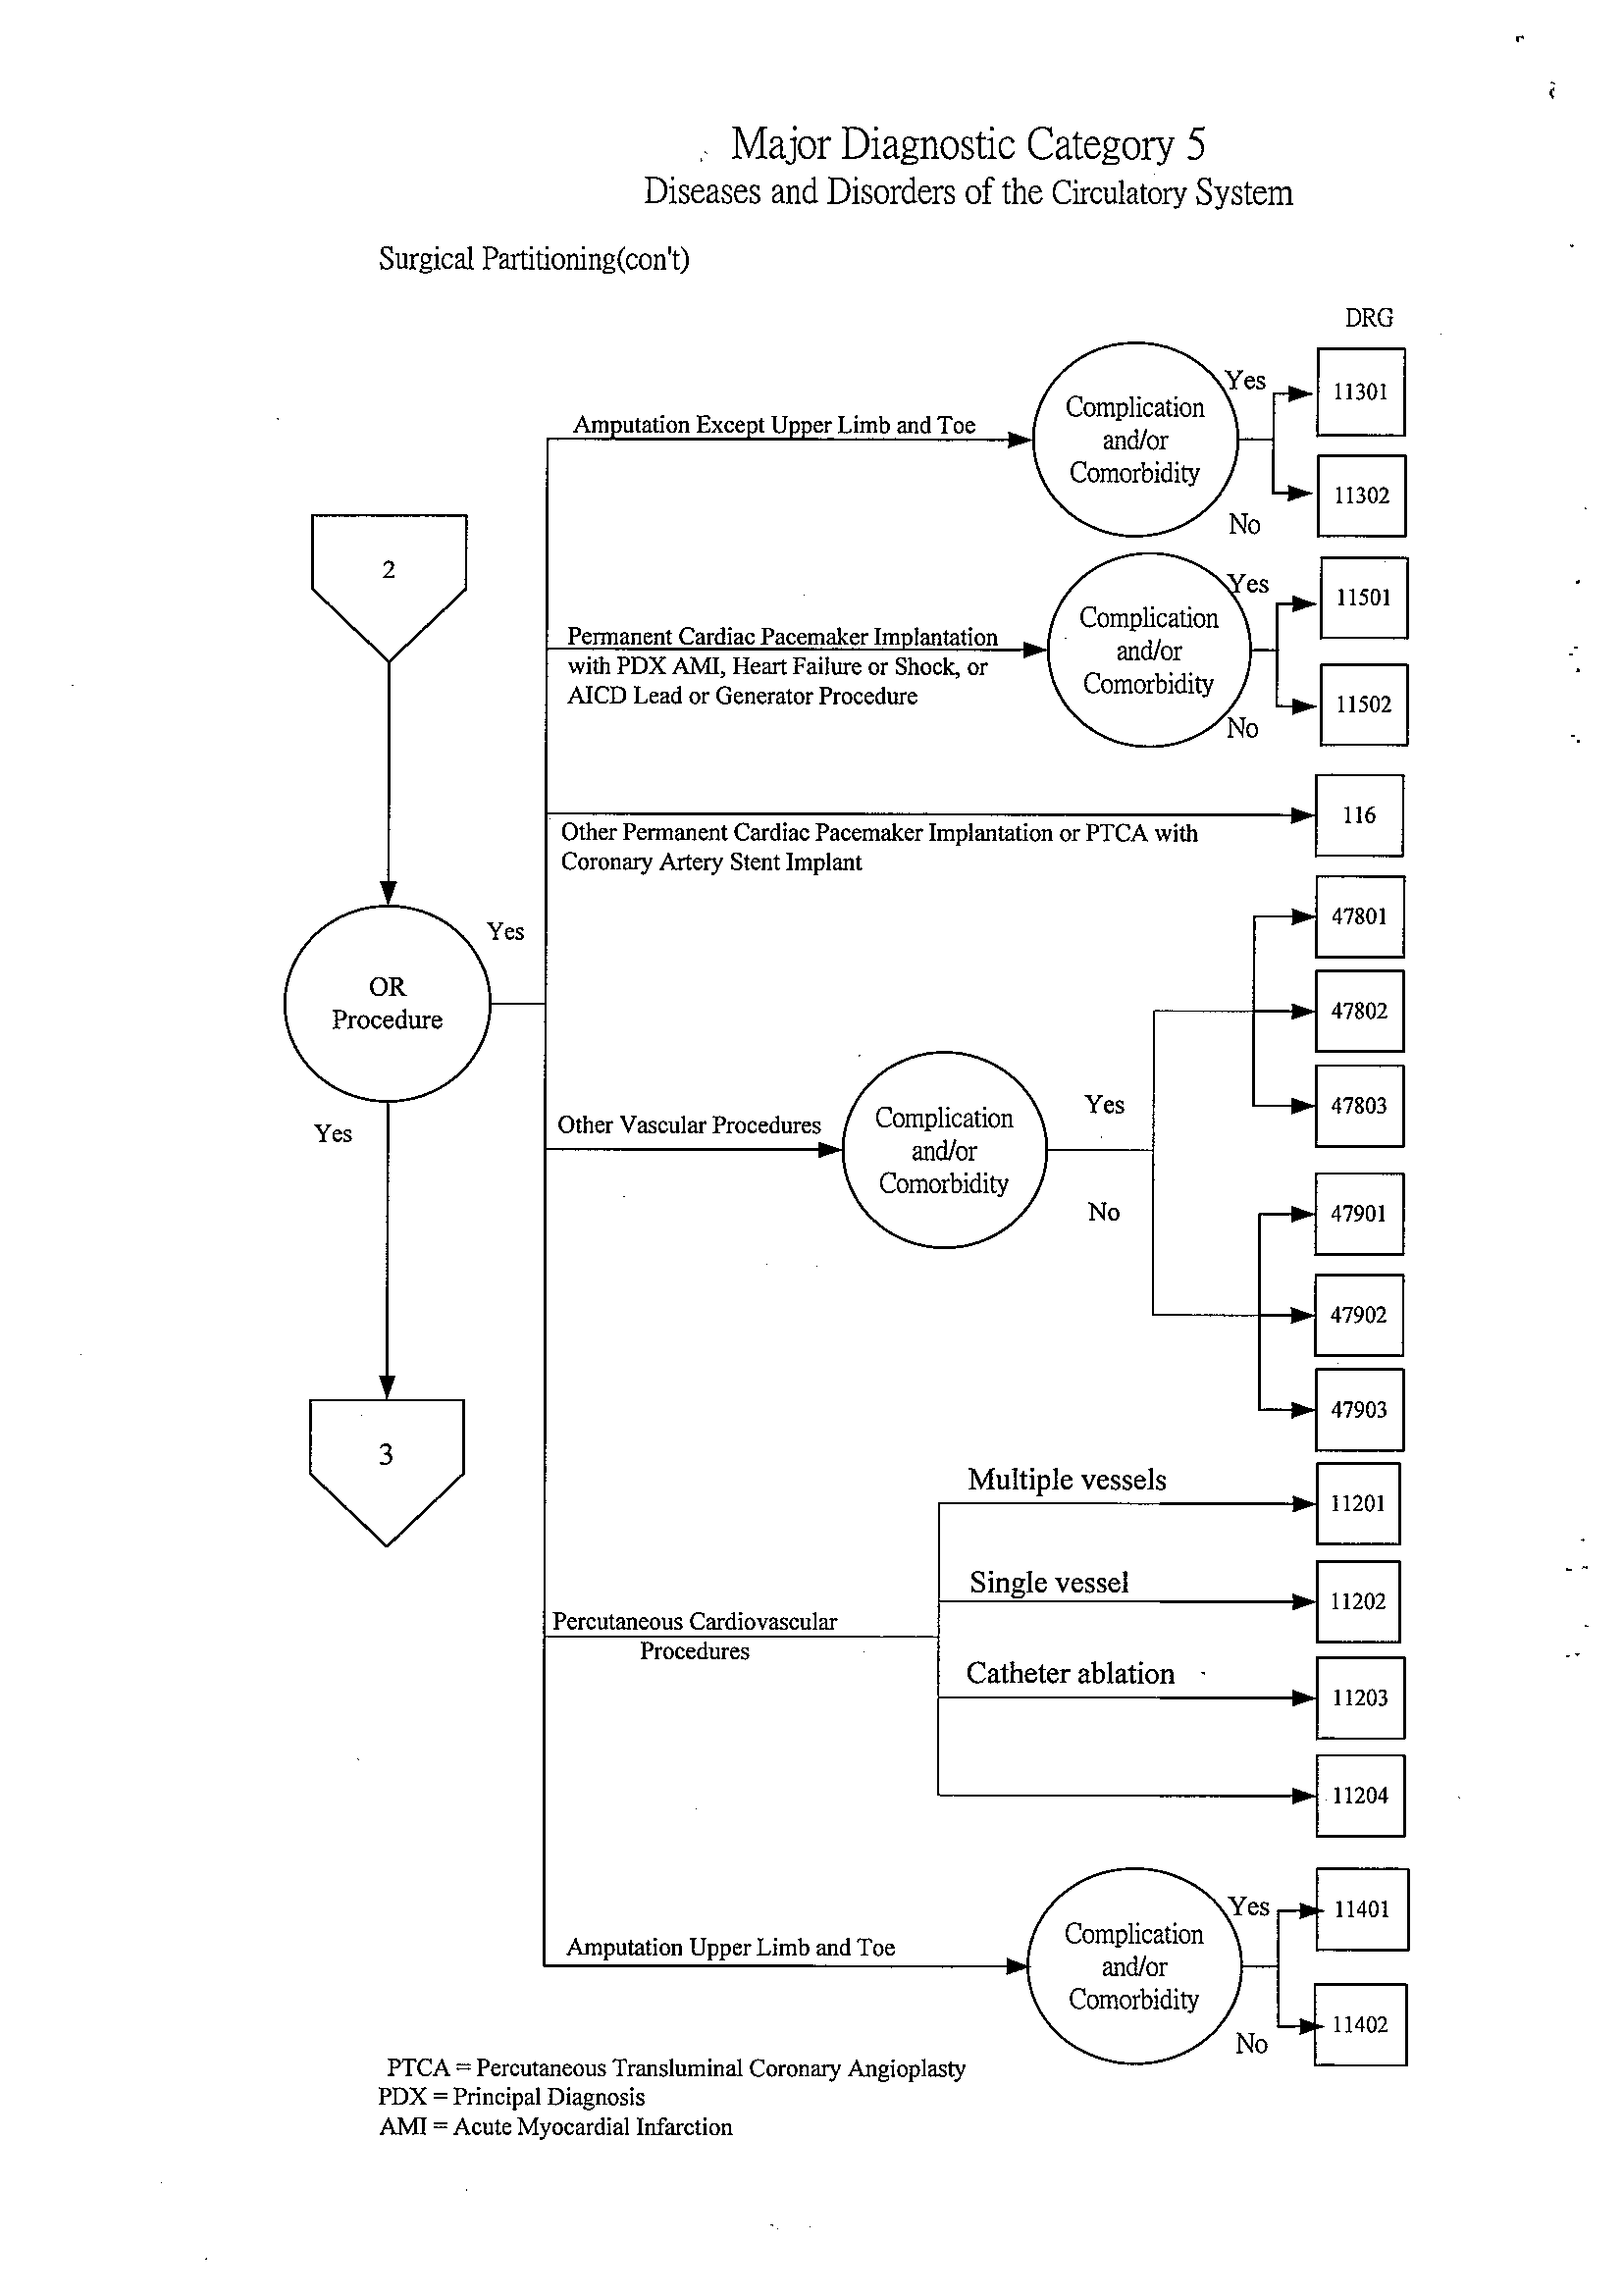 Major Diagnostic Category 5
Diseases and Disorders of the Circulatory System
Surgical Partitioning(con't)
DRG
Amputation Except Upper Limb and Toe
Complication
and/or
Comorbidity
Yes
No
11301
11302
2
Permanent Cardiac Pacemaker Implantation
with PDX AMI, Heart Failure or Shock, or
AICD Lead or Generator Procedure
Complication
and/or
Comorbidity
Yes
No
11501
11502
Other Permanent Cardiac Pacemaker Implantation or PTCA with
Coronary Artery Stent Implant
116
OR
Procedure
Yes
Yes
Other Vascular Procedures
Complication
and/or
Comorbidity
Yes
No
47801
47802
47803
47901
47902
47903
3
Percutaneous Cardiovascular
Procedures
Multiple vessels
11201
Single vessel
11202
Catheter ablation
11203
11204
Amputation Upper Limb and Toe
Complication
and/or
Comorbidity
Yes
No
11401
11402
PTCA = Percutaneous Transluminal Coronary Angioplasty
PDX = Principal Diagnosis
AMI = Acute Myocardial Infarction